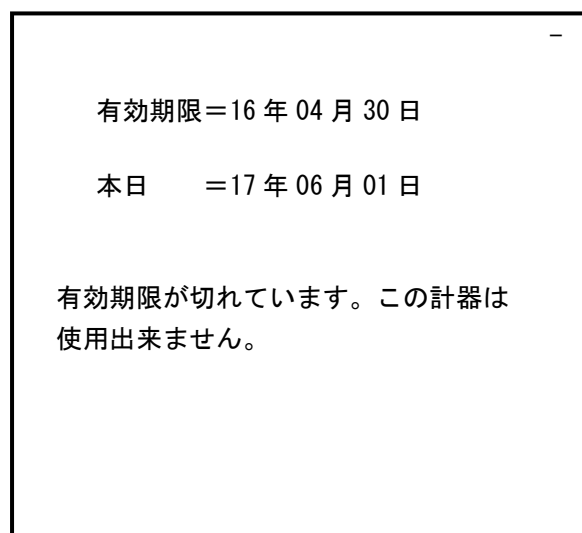 －
有効期限＝16年04月30日
本日　　＝17年06月01日
有効期限が切れています。この計器は
使用出来ません。